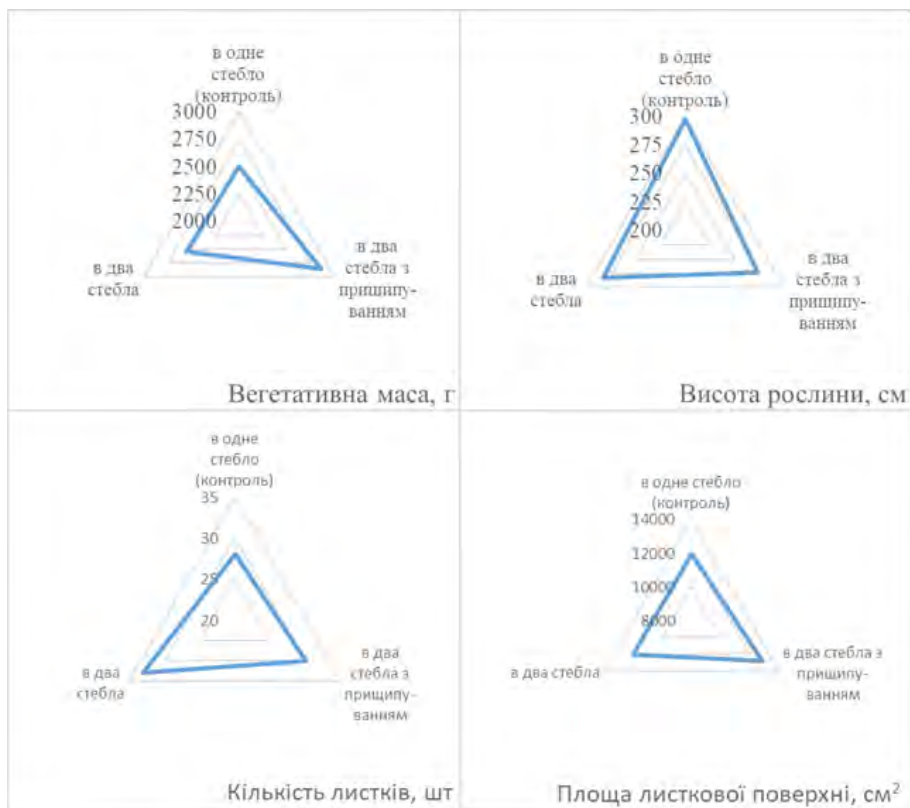 в одне
стебло
(контроль)
3000
2750
2500
2250
2000
в два
стебла
в два
стебла з
пришипу-
ванням
Вегетативна маса, г
в одне
стебло
(контроль)
300
275
250
225
200
в два
стебла
в два
стебла з
пришипу-
ванням
Висота рослини, см
в одне
стебло
(контроль)
35
30
25
20
в два
стебла
в два
стебла з
прищипу-
ванням
Кількість листків, шт
в одне стебло
(контроль)
14000
12000
10000
8000
в два стебла
в два стебла з
пришипу-
ванням
Площа листкової поверхні, см²